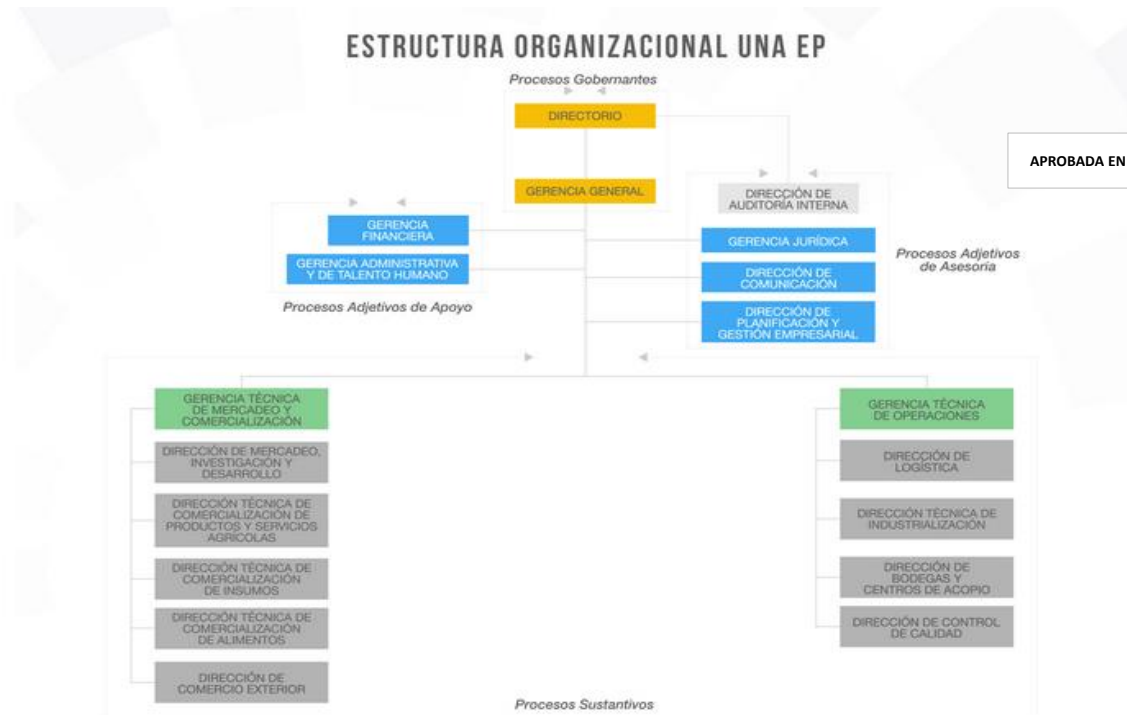 ESTRUCTURA ORGANIZACIONAL UNA EP
Procesos Gobernantes
DIRECTORIO
APROBADA EN
GERENCIA GENERAL
DIRECCIÓN DE
AUDITORÍA INTERNA
GERENCIA
FINANCIERA
GERENCIA ADMINISTRATIVA
Y DE TALENTO HUMANO
Procesos Adjetivos de Apoyo
GERENCIA JURÍDICA
DIRECCIÓN DE
COMUNICACIÓN
DIRECCIÓN DE
PLANIFICACIÓN Y
GESTIÓN EMPRESARIAL
Procesos Adjetivos
de Asesoría
GERENCIA TÉCNICA
DE MERCADEO Y
COMERCIALIZACIÓN
DIRECCIÓN DE MERCADEO,
INVESTIGACIÓN Y
DESARROLLO
DIRECCIÓN TÉCNICA DE
COMERCIALIZACIÓN DE
PRODUCTOS Y SERVICIOS
AGRÍCOLAS
DIRECCIÓN TÉCNICA DE
COMERCIALIZACIÓN
DE INSUMOS
DIRECCIÓN TÉCNICA DE
COMERCIALIZACIÓN
DE ALIMENTOS
DIRECCIÓN DE
COMERCIO EXTERIOR
GERENCIA TÉCNICA
DE OPERACIONES
DIRECCIÓN DE
LOGÍSTICA
DIRECCIÓN TÉCNICA DE
INDUSTRIALIZACIÓN
DIRECCIÓN DE
BODEGAS Y
CENTROS DE ACOPIO
DIRECCIÓN DE CONTROL
DE CALIDAD
Procesos Sustantivos